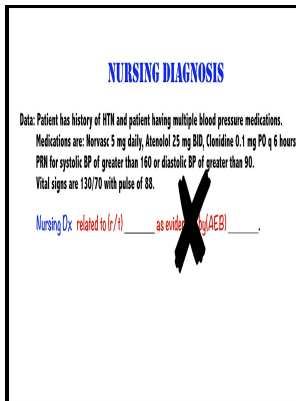 NURSING DIAGNOSIS
Data: Patient has history of HTN and patient having multiple blood pressure medications.
Medications are: Norvasc 5 mg daily, Atenolol 25 mg BID, Clonidine 0.1 mg PO q 6 hours
PRN for systolic BP of greater than 160 or diastolic BP of greater than 90.
Vital signs are 130/70 with pulse of 88.
Nursing Dx related to (r/t) ______ as by(AEB) ______.